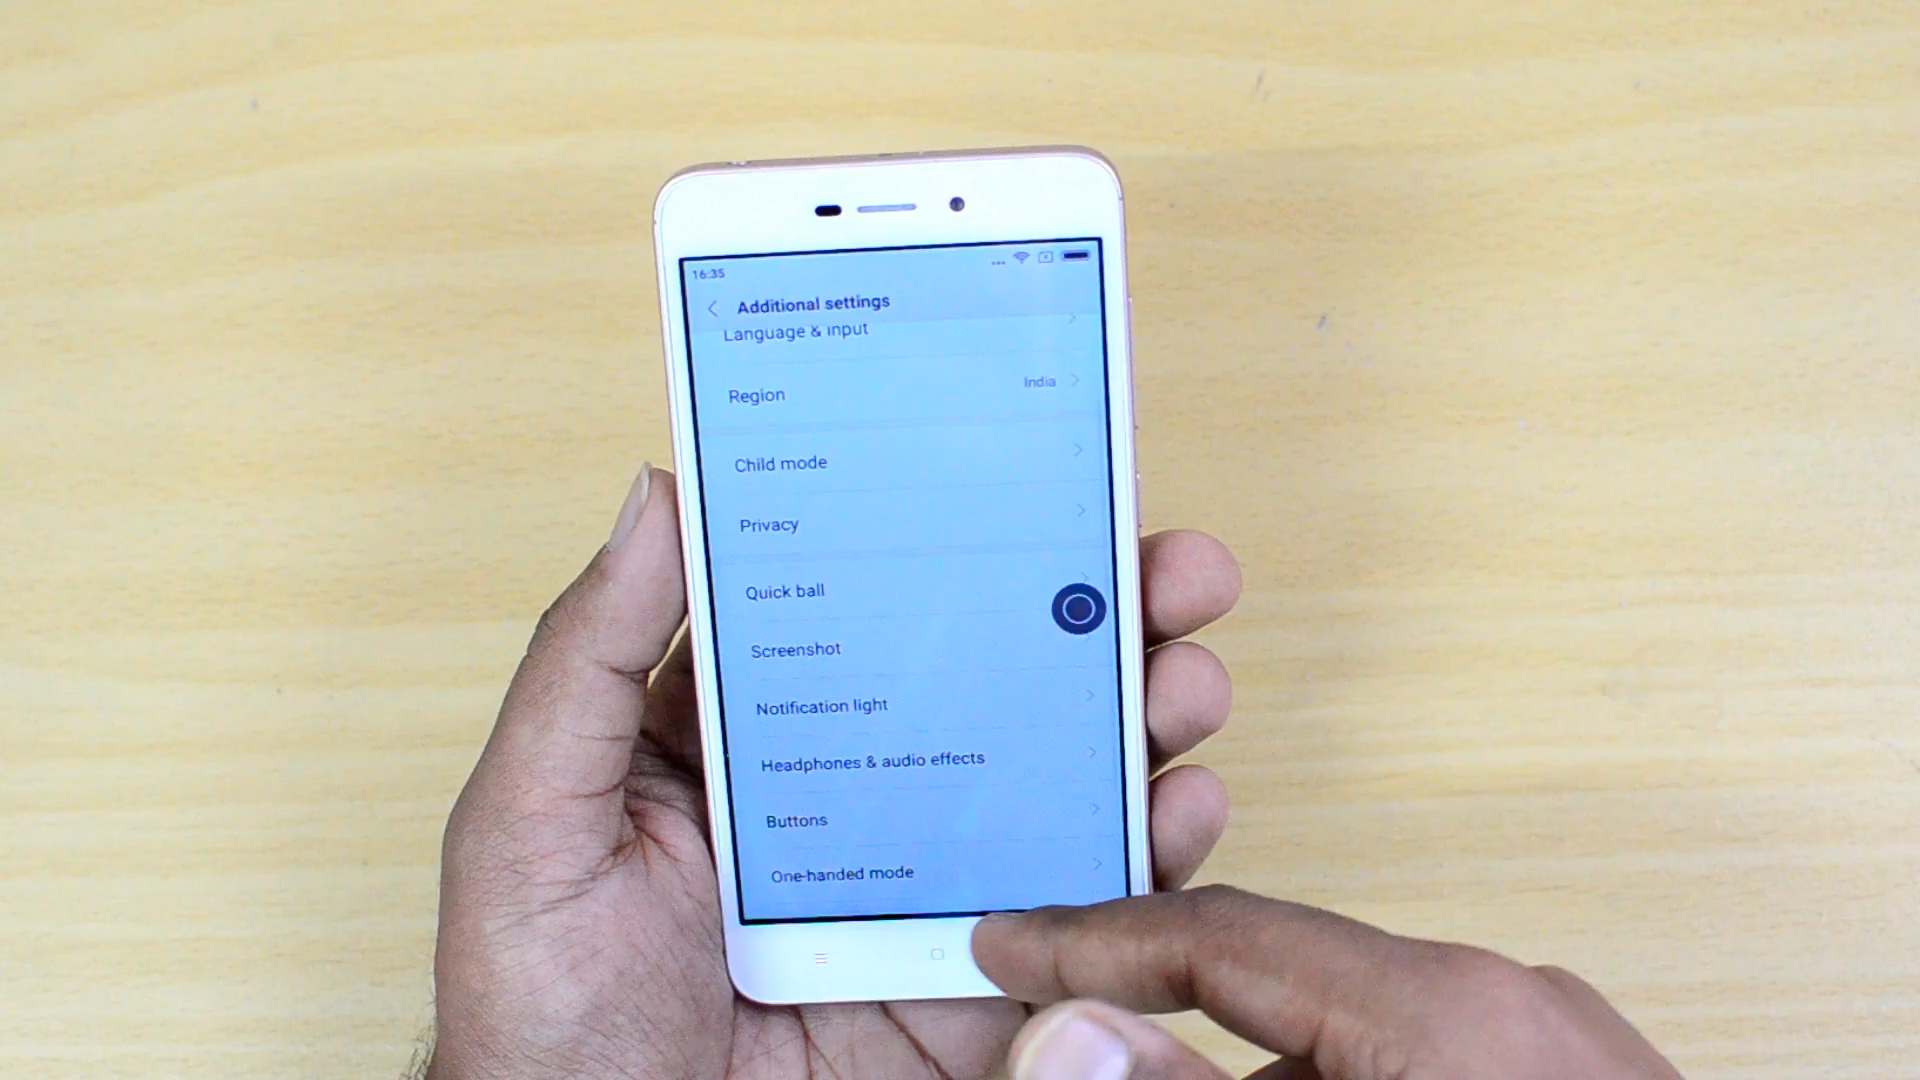 16:35
Additional settings
Language & input
Region India
Child mode
Privacy
Quick ball
Screenshot
Notification light
Headphones & audio effects
Buttons
One-handed mode